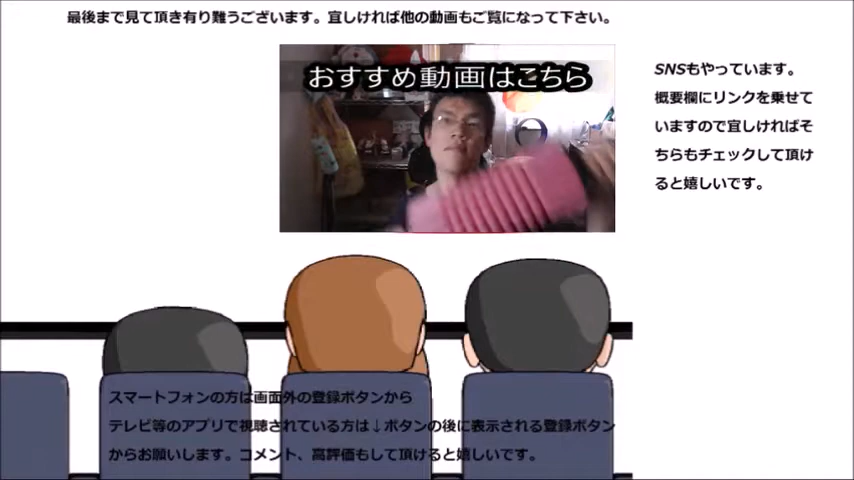 最後まで見て頂き有り難うございます。宜しければ他の動画もご覧になって下さい。
おすすめ動画はこちら
SNSもやっています。
概要欄にリンクを乗せて
いますので宜しければそ
ちらもチェックして頂け
ると嬉しいです。
スマートフォンの方は画面外の登録ボタンから
テレビ等のアプリで視聴されている方は↓ボタンの後に表示される登録ボタン
からお願いします。コメント、高評価もして頂けると嬉しいです。